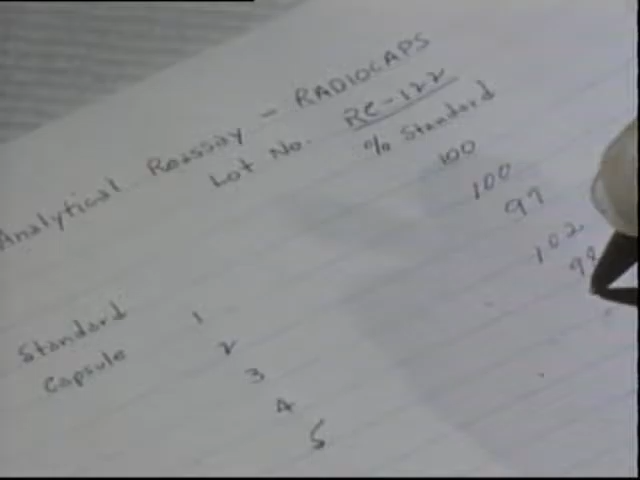 Analytical Reassay - RADIOCAPS
Lot No. RC-122
% Standard
Standard 100
Capsule 1 100
2 99
3 102
4 98
5